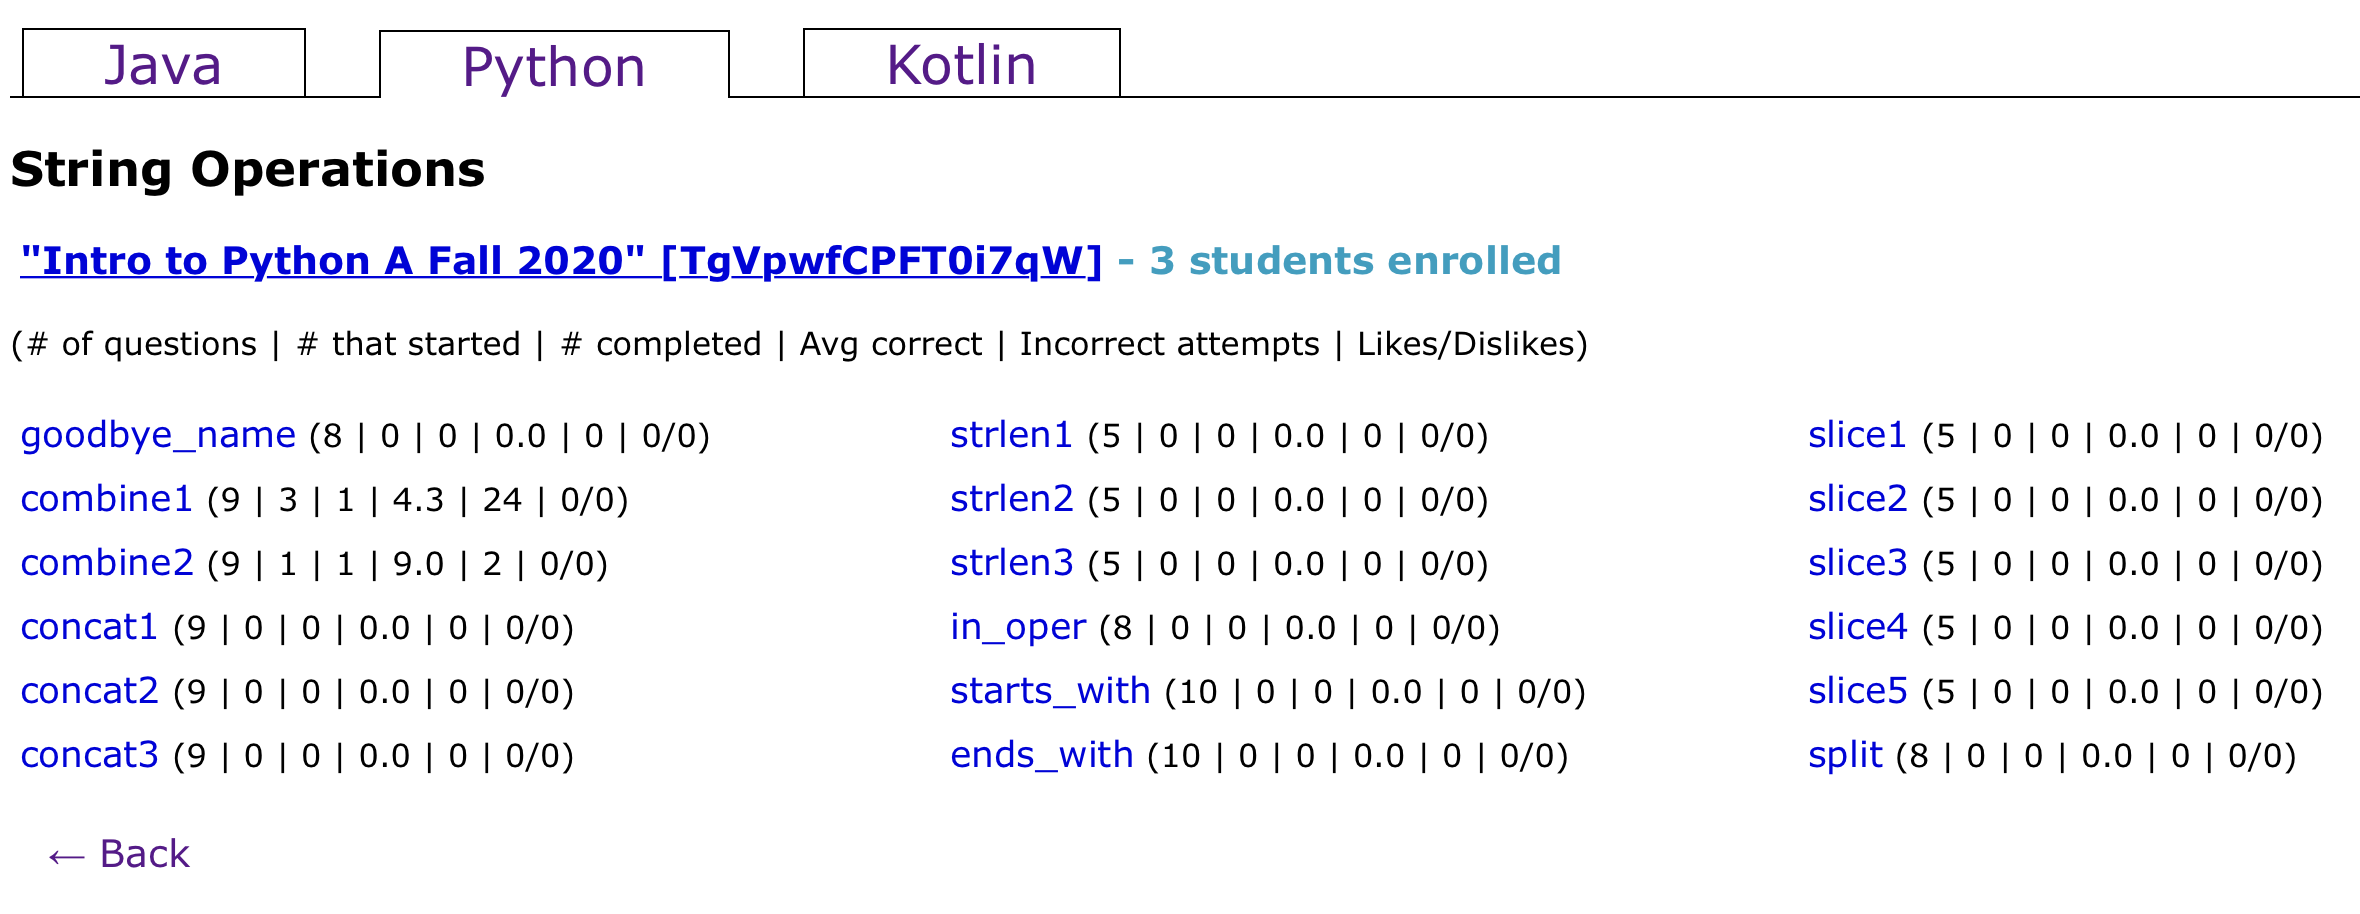 Java Python Kotlin
String Operations
"Intro to Python A Fall 2020" [TgVpwfCPFT0i7qW] - 3 students enrolled
(# of questions | # that started | # completed | Avg correct | Incorrect attempts | Likes/Dislikes)
goodbye_name (8 | 0 | 0 | 0.0 | 0 | 0/0) strlen1 (5 | 0 | 0 | 0.0 | 0 | 0/0) slice1 (5 | 0 | 0 | 0.0 | 0 | 0/0)
combine1 (9 | 3 | 1 | 4.3 | 24 | 0/0) strlen2 (5 | 0 | 0 | 0.0 | 0 | 0/0) slice2 (5 | 0 | 0 | 0.0 | 0 | 0/0)
combine2 (9 | 1 | 1 | 9.0 | 2 | 0/0) strlen3 (5 | 0 | 0 | 0.0 | 0 | 0/0) slice3 (5 | 0 | 0 | 0.0 | 0 | 0/0)
concat1 (9 | 0 | 0 | 0.0 | 0 | 0/0) in_oper (8 | 0 | 0 | 0.0 | 0 | 0/0) slice4 (5 | 0 | 0 | 0.0 | 0 | 0/0)
concat2 (9 | 0 | 0 | 0.0 | 0 | 0/0) starts_with (10 | 0 | 0 | 0.0 | 0 | 0/0) slice5 (5 | 0 | 0 | 0.0 | 0 | 0/0)
concat3 (9 | 0 | 0 | 0.0 | 0 | 0/0) ends_with (10 | 0 | 0 | 0.0 | 0 | 0/0) split (8 | 0 | 0 | 0.0 | 0 | 0/0)
← Back